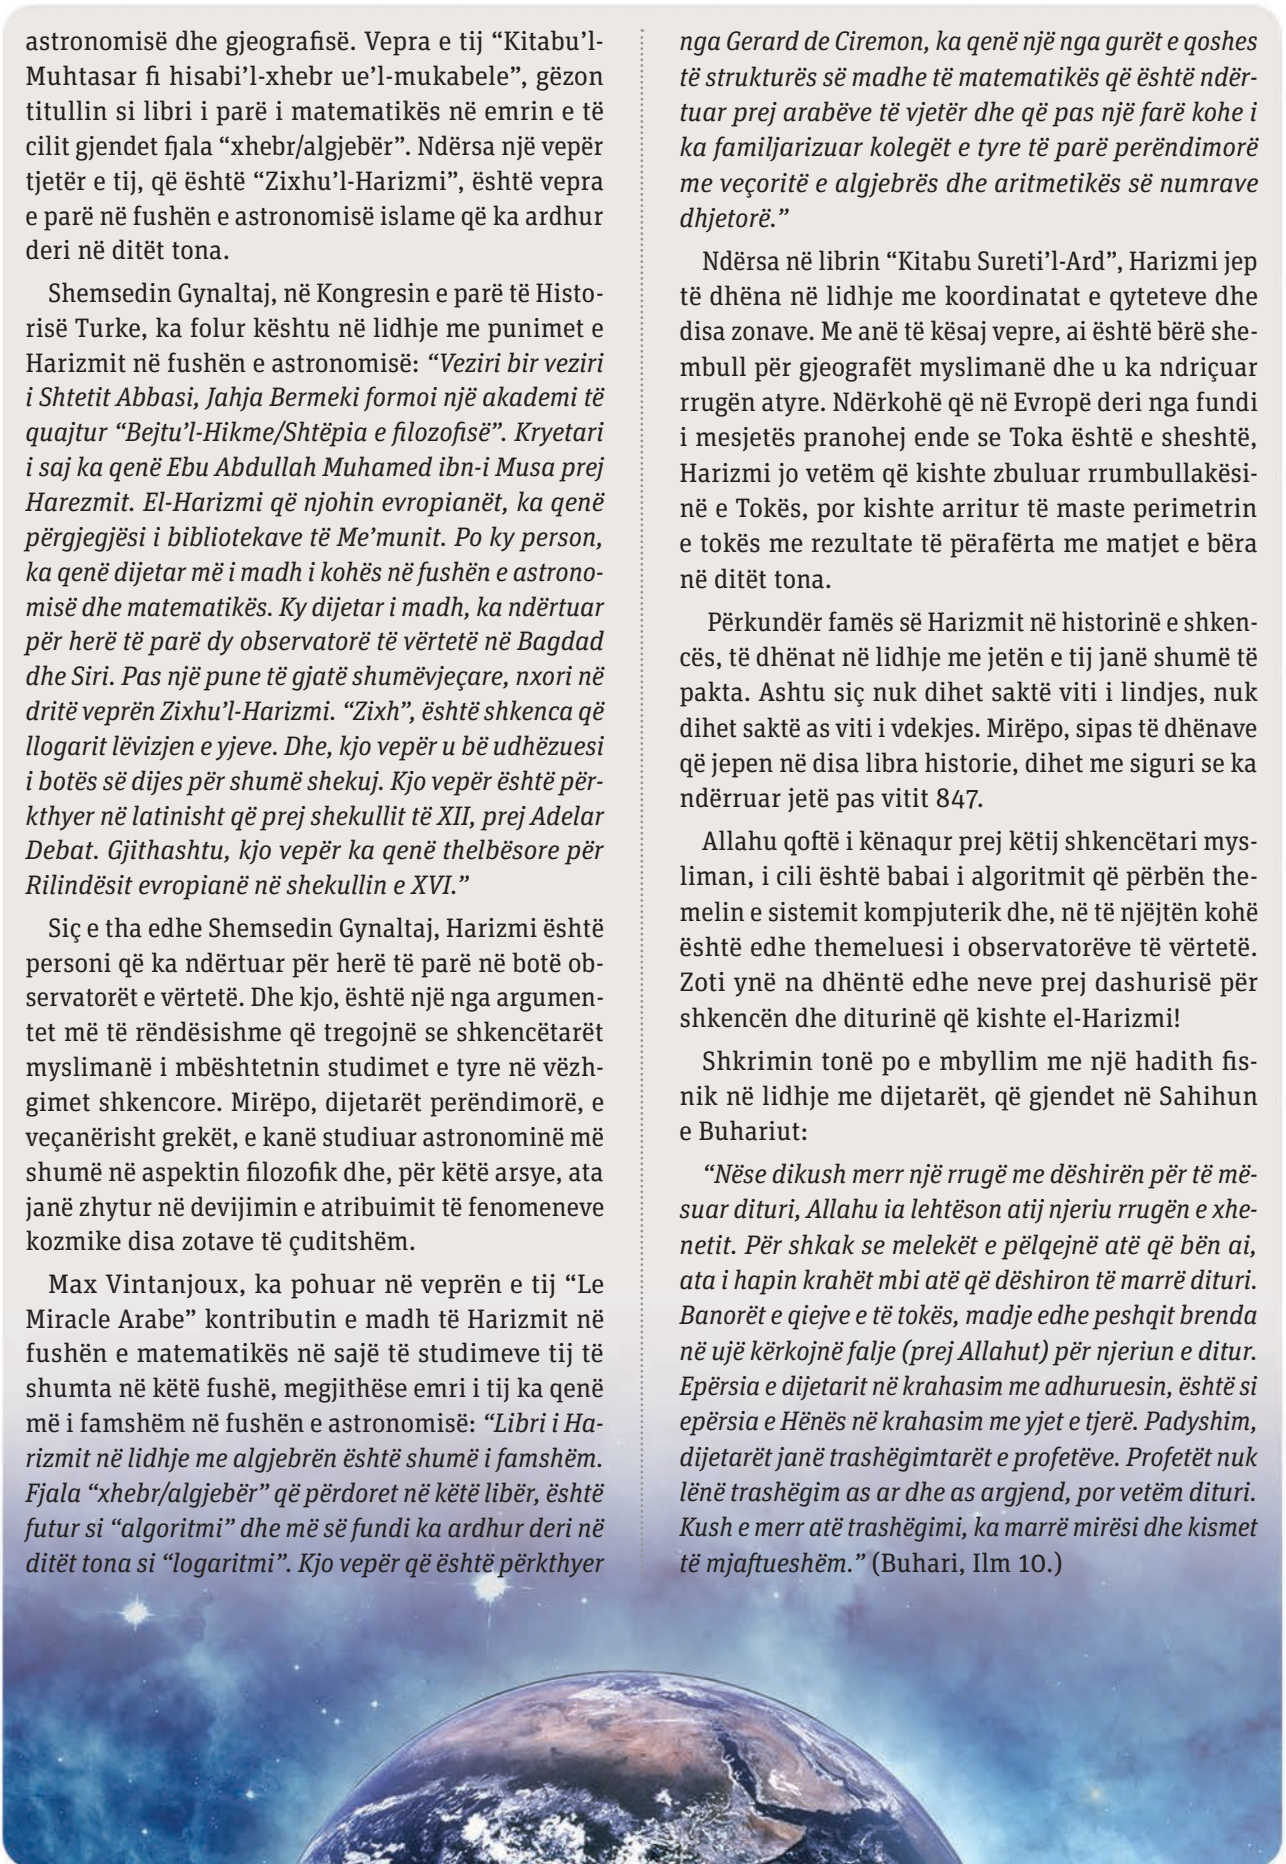 astronomisë dhe gjeografisë. Vepra e tij “Kitabu’l-
Muhtasar fi hisabi’l-xhebr ue’l-mukabele”, gëzon
titullin si libri i parë i matematikës në emrin e të
cilit gjendet fjala “xhebr/algjebër”. Ndërsa një vepër
tjetër e tij, që është “Zixhu’l-Harizmi”, është vepra
e parë në fushën e astronomisë islame që ka ardhur
deri në ditët tona.
Shemsedin Gynaltaj, në Kongresin e parë të Histo-
risë Turke, ka folur kështu në lidhje me punimet e
Harizmit në fushën e astronomisë: “Veziri bir veziri
i Shtetit Abbasi, Jahja Bermeki formoi një akademi të
quajtur “Bejtu’l-Hikme/Shtëpia e filozofisë”. Kryetari
i saj ka qenë Ebu Abdullah Muhamed ibn-i Musa prej
Harezmit. El-Harizmi që njohin evropianët, ka qenë
përgjegjësi i bibliotekave të Me’munit. Po ky person,
ka qenë dijetar më i madh i kohës në fushën e astrono-
misë dhe matematikës. Ky dijetar i madh, ka ndërtuar
për herë të parë dy observatorë të vërtetë në Bagdad
dhe Siri. Pas një pune të gjatë shumëvjeçare, nxori në
dritë veprën Zixhu’l-Harizmi. “Zixh”, është shkenca që
llogarit lëvizjen e yjeve. Dhe, kjo vepër u bë udhëzuesi
i botës së dijes për shumë shekuj. Kjo vepër është për-
kthyer në latinisht që prej shekullit të XII, prej Adelar
Debat. Gjithashtu, kjo vepër ka qenë thelbësore për
Rilindësit evropianë në shekullin e XVI.”
Siç e tha edhe Shemsedin Gynaltaj, Harizmi është
personi që ka ndërtuar për herë të parë në botë ob-
servatorët e vërtetë. Dhe kjo, është një nga argumen-
tet më të rëndësishme që tregojnë se shkencëtarët
myslimanë i mbështetnin studimet e tyre në vëzh-
gimet shkencore. Mirëpo, dijetarët perëndimorë, e
veçanërisht grekët, e kanë studiuar astronominë më
shumë në aspektin filozofik dhe, për këtë arsye, ata
janë zhytur në devijimin e atribuimit të fenomeneve
kozmike disa zotave të çuditshëm.
Max Vintanjoux, ka pohuar në veprën e tij “Le
Miracle Arabe” kontributin e madh të Harizmit në
fushën e matematikës në sajë të studimeve tij të
shumta në këtë fushë, megjithëse emri i tij ka qenë
më i famshëm në fushën e astronomisë: “Libri i Ha-
rizmit në lidhje me algjebrën është shumë i famshëm.
Fjala “xhebr/algjebër” që përdoret në këtë libër, është
futur si “algoritmi” dhe më së fundi ka ardhur deri në
ditët tona si “logaritmi”. Kjo vepër që është përkthyer
nga Gerard de Ciremon, ka qenë një nga gurët e qoshes
të strukturës së madhe të matematikës që është ndër-
tuar prej arabëve të vjetër dhe që pas një farë kohe i
ka familjarizuar kolegët e tyre të parë perëndimorë
me veçoritë e algjebrës dhe aritmetikës së numrave
dhjetorë.”
Ndërsa në librin “Kitabu Sureti’l-Ard”, Harizmi jep
të dhëna në lidhje me koordinatat e qyteteve dhe
disa zonave. Me anë të kësaj vepre, ai është bërë she-
mbull për gjeografët myslimanë dhe u ka ndriçuar
rrugën atyre. Ndërkohë që në Evropë deri nga fundi
i mesjetës pranohej ende se Toka është e sheshtë,
Harizmi jo vetëm që kishte zbuluar rrumbullakësi-
në e Tokës, por kishte arritur të maste perimetrin
e tokës me rezultate të përafërta me matjet e bëra
në ditët tona.
Përkundër famës së Harizmit në historinë e shken-
cës, të dhënat në lidhje me jetën e tij janë shumë të
pakta. Ashtu siç nuk dihet saktë viti i lindjes, nuk
dihet saktë as viti i vdekjes. Mirëpo, sipas të dhënave
që jepen në disa libra historie, dihet me siguri se ka
ndërruar jetë pas vitit 847.
Allahu qoftë i kënaqur prej këtij shkencëtari mys-
liman, i cili është babai i algoritmit që përbën the-
melin e sistemit kompjuterik dhe, në të njëjtën kohë
është edhe themeluesi i observatorëve të vërtetë.
Zoti ynë na dhëntë edhe neve prej dashurisë për
shkencën dhe diturinë që kishte el-Harizmi!
Shkrimin tonë po e mbyllim me një hadith fis-
nik në lidhje me dijetarët, që gjendet në Sahihun
e Buhariut:
“Nëse dikush merr një rrugë me dëshirën për të më-
suar dituri, Allahu ia lehtëson atij njeriu rrugën e xhe-
netit. Për shkak se melekët e pëlqejnë atë që bën ai,
ata i hapin krahët mbi atë që dëshiron të marrë dituri.
Banorët e qiejve e të tokës, madje edhe peshqit brenda
në ujë kërkojnë falje (prej Allahut) për njeriun e ditur.
Epërsia e dijetarit në krahasim me adhuruesin, është si
epërsia e Hënës në krahasim me yjet e tjerë. Padyshim,
dijetarët janë trashëgimtarët e profetëve. Profetët nuk
lënë trashëgim as ar dhe as argjend, por vetëm dituri.
Kush e merr atë trashëgimi, ka marrë mirësi dhe kismet
të mjaftueshëm.” (Buhari, Ilm 10.)